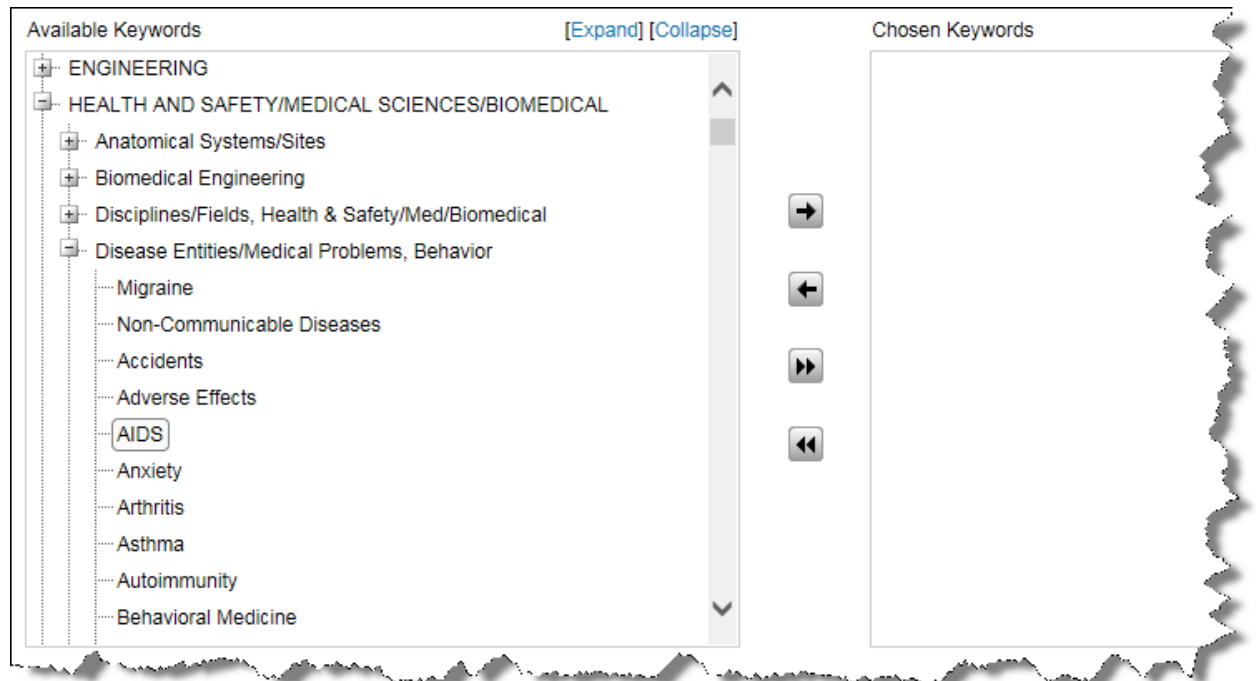 Available Keywords [Expand] [Collapse] Chosen Keywords
ENGINEERING
HEALTH AND SAFETY/MEDICAL SCIENCES/BIOMEDICAL
Anatomical Systems/Sites
Biomedical Engineering
Disciplines/Fields, Health & Safety/Med/Biomedical
Disease Entities/Medical Problems, Behavior
Migraine
Non-Communicable Diseases
Accidents
Adverse Effects
AIDS
Anxiety
Arthritis
Asthma
Autoimmunity
Behavioral Medicine